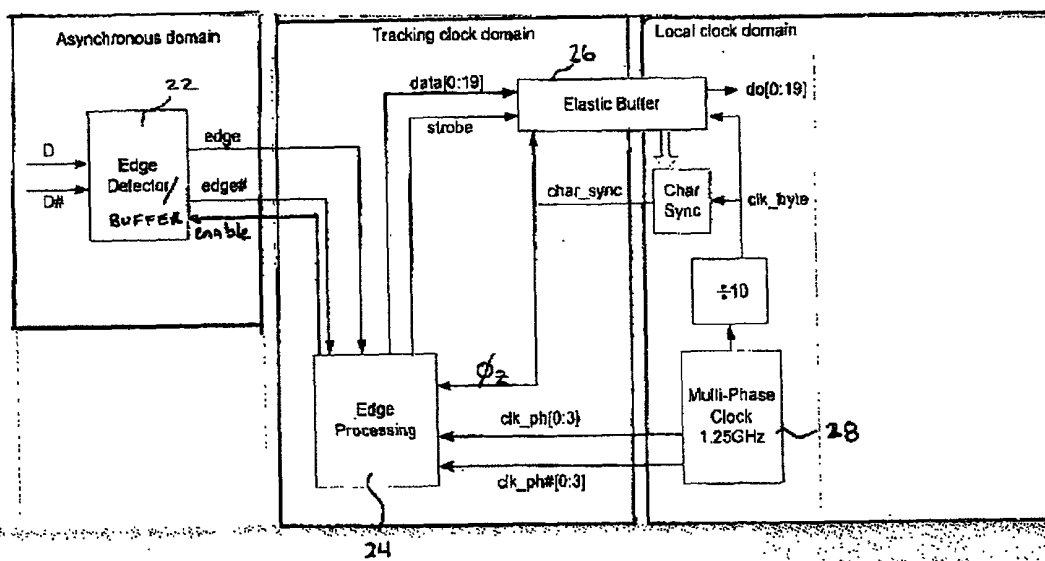 Asynchronous domain
Tracking clock domain
Local clock domain
22
26
D
D#
Edge
Detector/
BUFFER
edge
edge#
enable
data[0:19]
strobe
Elastic Buffer
do[0:19]
char_sync
Char
Sync
clk_byte
÷10
ϕ2
Edge
Processing
clk_ph[0:3]
clk_ph#[0:3]
Multi-Phase
Clock
1.25GHz
28
24